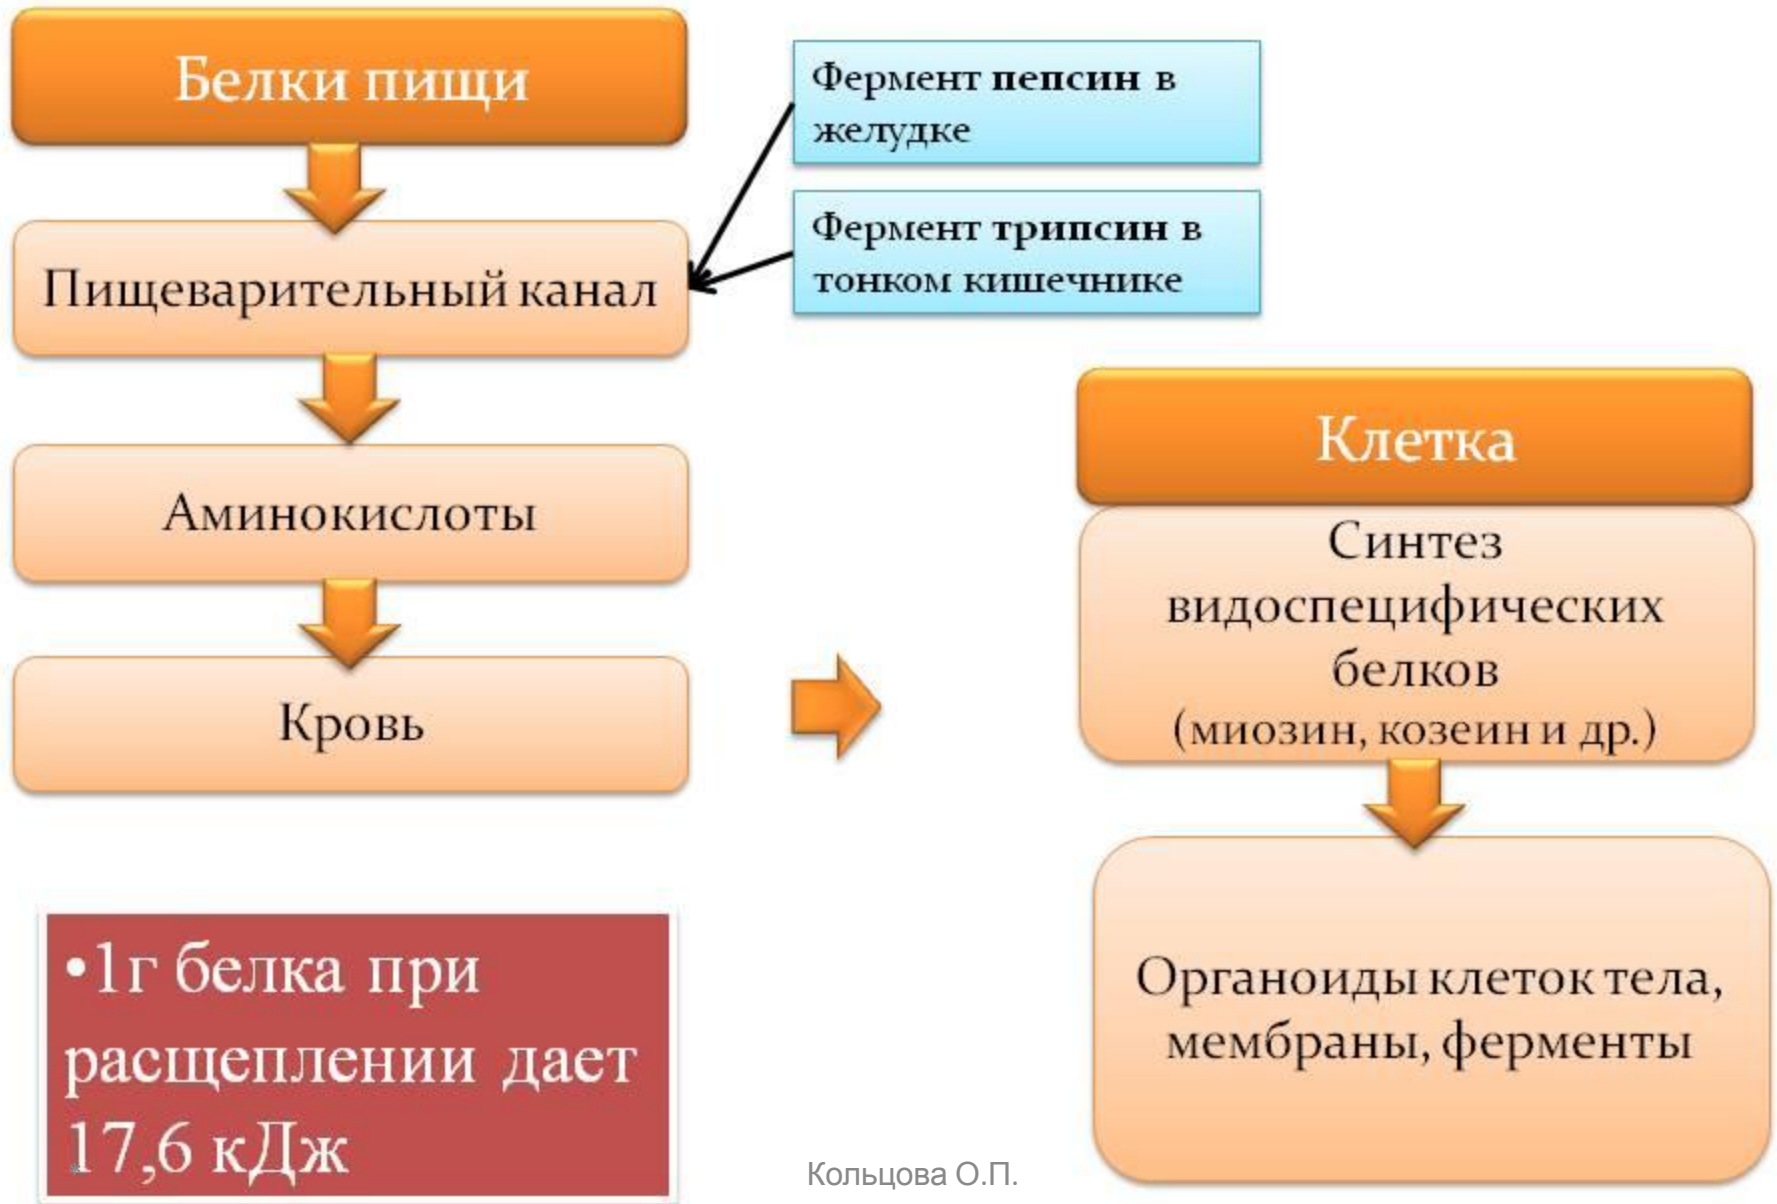 Белки пищи
Фермент пепсин в
желудке
Фермент трипсин в
тонком кишечнике
Пищеварительный канал
Аминокислоты
Кровь
Клетка
Синтез
видоспецифических
белков
(миозин, козеин и др.)
Органоиды клеток тела,
мембраны, ферменты
•1г белка при
расщеплении дает
17,6 кДж
Кольцова О.П.